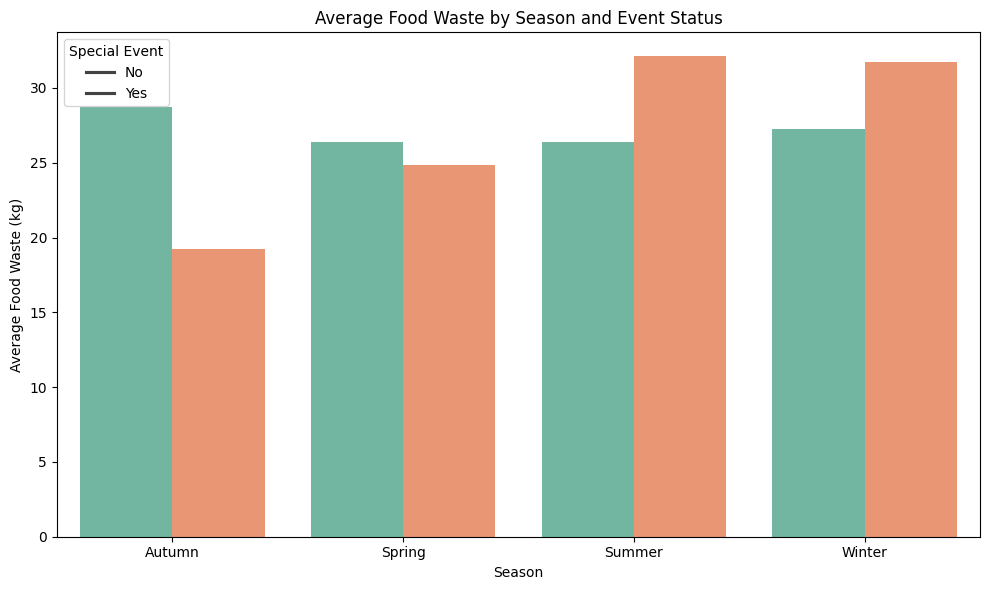 Average Food Waste by Season and Event Status
Special Event
No
Yes
Average Food Waste (kg)
30
25
20
15
10
5
0
Autumn Spring Summer Winter
Season